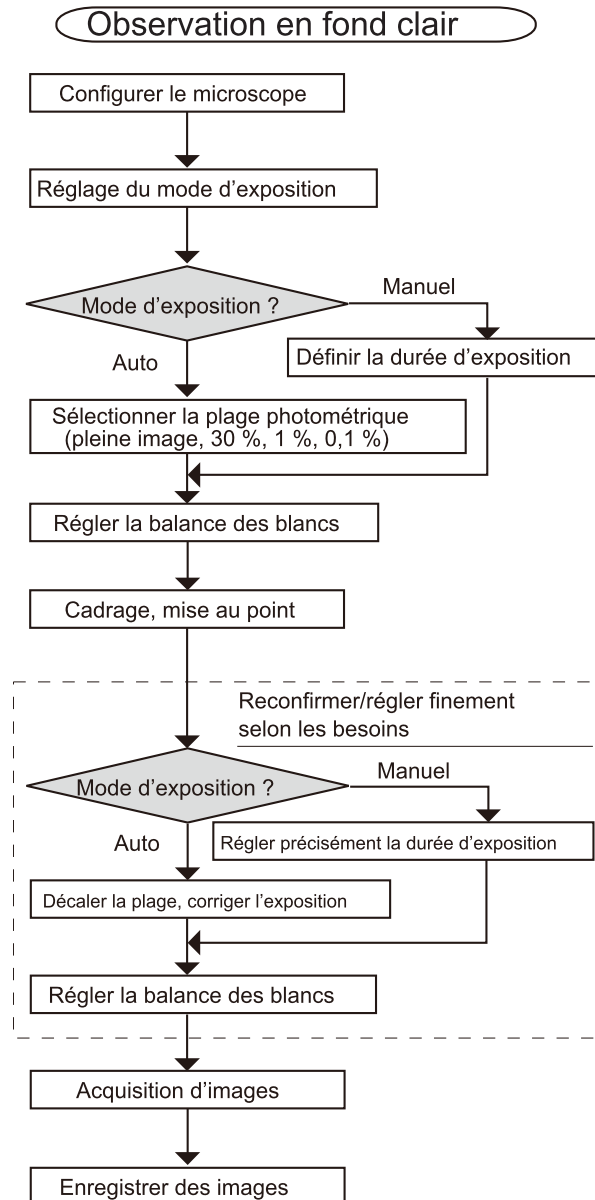 Observation en fond clair
Configurer le microscope
Réglage du mode d’exposition
Mode d’exposition ?
Manuel
Définir la durée d’exposition
Auto
Sélectionner la plage photométrique
(pleine image, 30 %, 1 %, 0,1 %)
Régler la balance des blancs
Cadrage, mise au point
Reconfirmer/régler finement
selon les besoins
Mode d’exposition ?
Manuel
Régler précisément la durée d’exposition
Auto
Décaler la plage, corriger l’exposition
Régler la balance des blancs
Acquisition d’images
Enregistrer des images